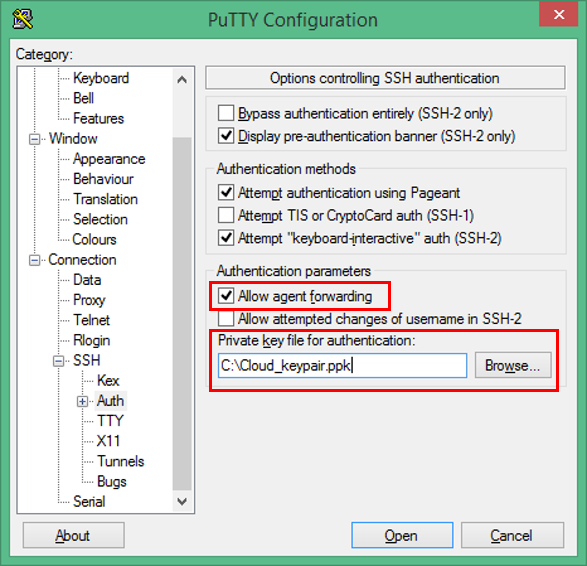 PuTTY Configuration
Category:
Keyboard
Bell
Features
Window
Appearance
Behaviour
Translation
Selection
Colours
Connection
Data
Proxy
Telnet
Rlogin
SSH
Kex
Auth
TTY
X11
Tunnels
Bugs
Serial
Options controlling SSH authentication
Bypass authentication entirely (SSH-2 only)
Display pre-authentication banner (SSH-2 only)
Authentication methods
Attempt authentication using Pageant
Attempt TIS or CryptoCard auth (SSH-1)
Attempt "keyboard-interactive" auth (SSH-2)
Authentication parameters
Allow agent forwarding
Allow attempted changes of username in SSH-2
Private key file for authentication:
C:\Cloud_keypair.ppk
Browse...
About
Open
Cancel